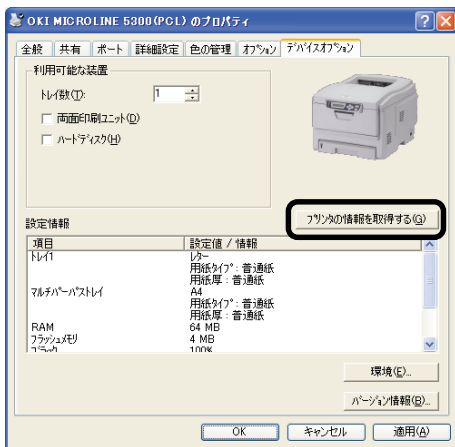 OKI MICROLINE 5300(PCL) のプロパティ
全般 共有 ポート 詳細設定 色の管理 オプション デバイスオプション
利用可能な装置
トレイ数(T): 1
両面印刷ユニット(D)
ハードディスク(H)
プリンタの情報を取得する(G)
設定情報
項目 設定値 / 情報
トレイ1 レター
用紙タイプ: 普通紙
用紙厚: 普通紙
マルチパーパストレイ A4
用紙タイプ: 普通紙
用紙厚: 普通紙
RAM 64 MB
フラッシュメモリ 4 MB
ブラック 100%
環境(E)...
バージョン情報(B)...
OK キャンセル 適用(A)